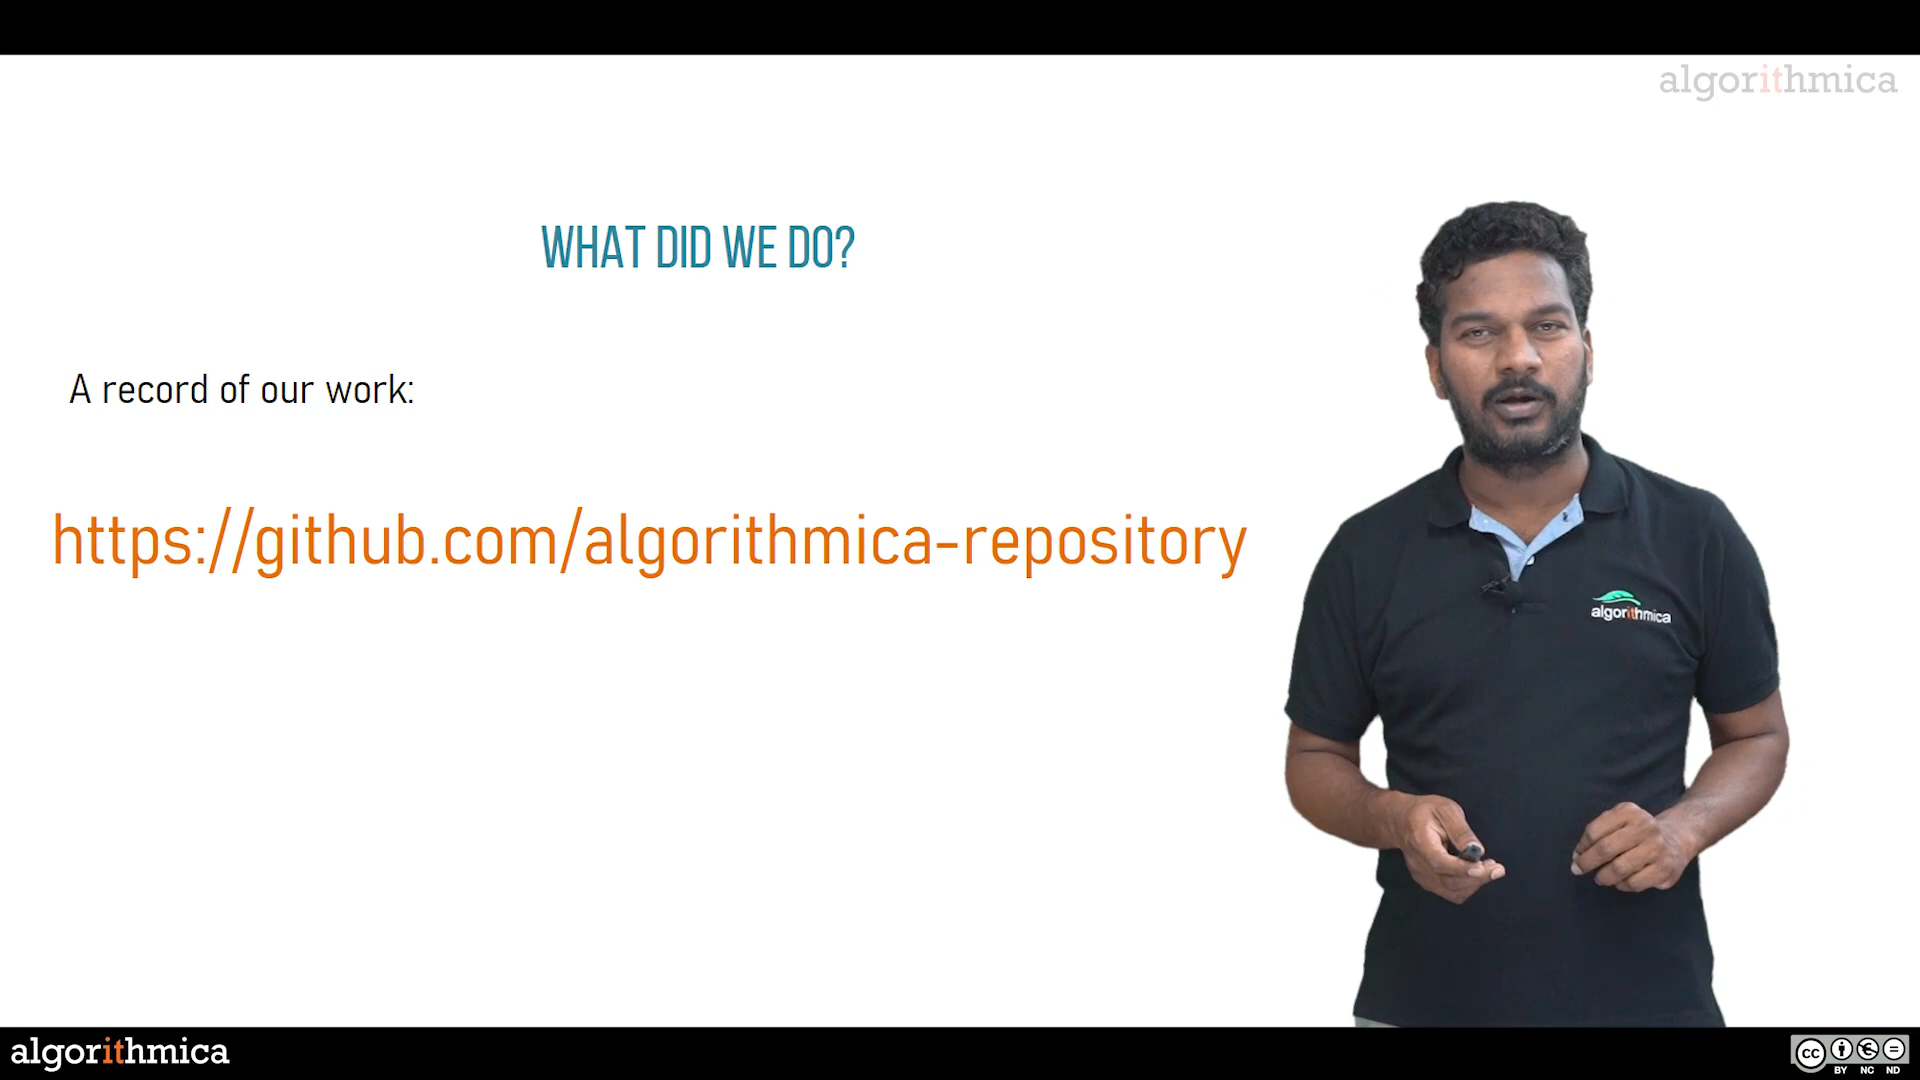 algorithmica
WHAT DID WE DO?
A record of our work:
https://github.com/algorithmica-repository
algorithmica
algorithmica
cc
BY NC ND